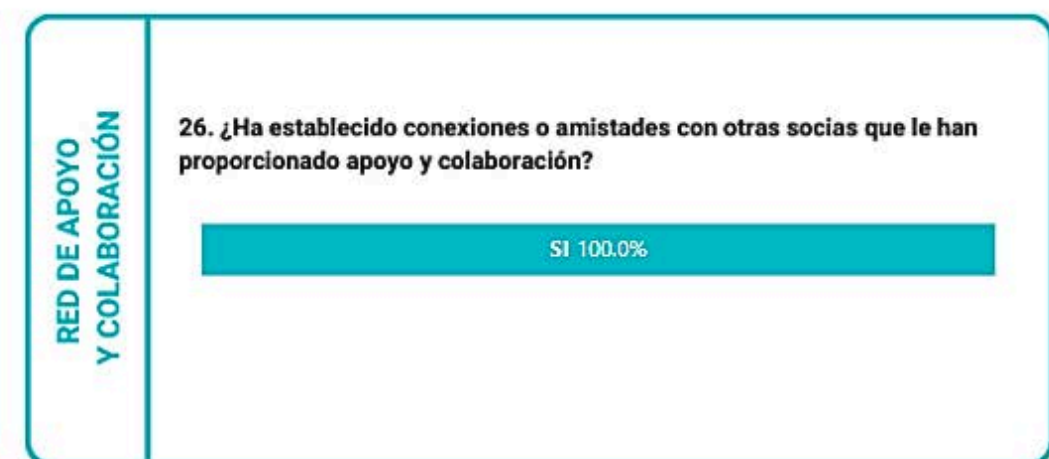 RED DE APOYO
Y COLABORACIÓN
26. ¿Ha establecido conexiones o amistades con otras socias que le han
proporcionado apoyo y colaboración?
SI 100.0%